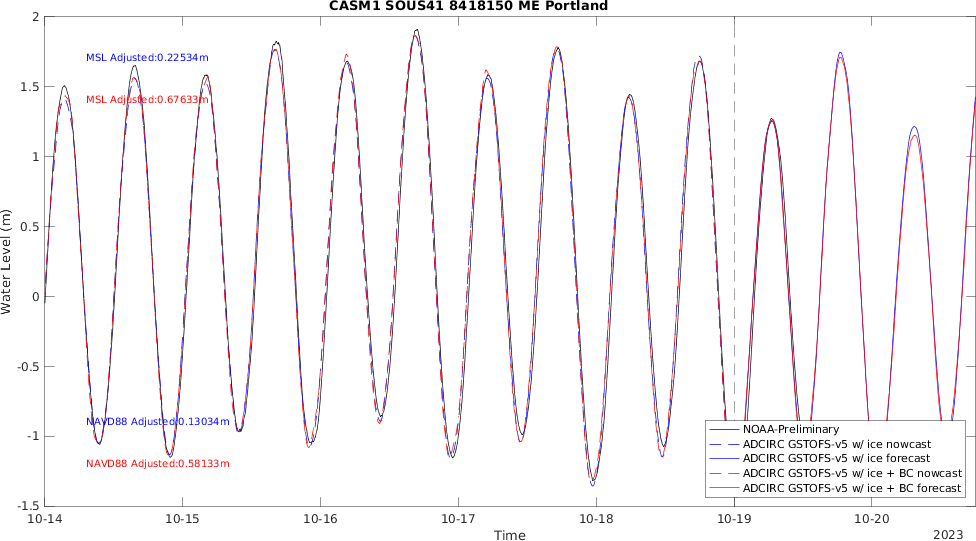 CASM1 SOUS41 8418150 ME Portland
2
1.5
1
0.5
0
-0.5
-1
-1.5
Water Level (m)
MSL Adjusted:0.22534m
MSL Adjusted:0.67633m
NAVD88 Adjusted:0.13034m
NAVD88 Adjusted:0.58133m
NOAA-Preliminary
ADCIRC GSTOFS-v5 w/ ice nowcast
ADCIRC GSTOFS-v5 w/ ice forecast
ADCIRC GSTOFS-v5 w/ ice + BC nowcast
ADCIRC GSTOFS-v5 w/ ice + BC forecast
10-14 10-15 10-16 10-17 10-18 10-19 10-20
Time
2023